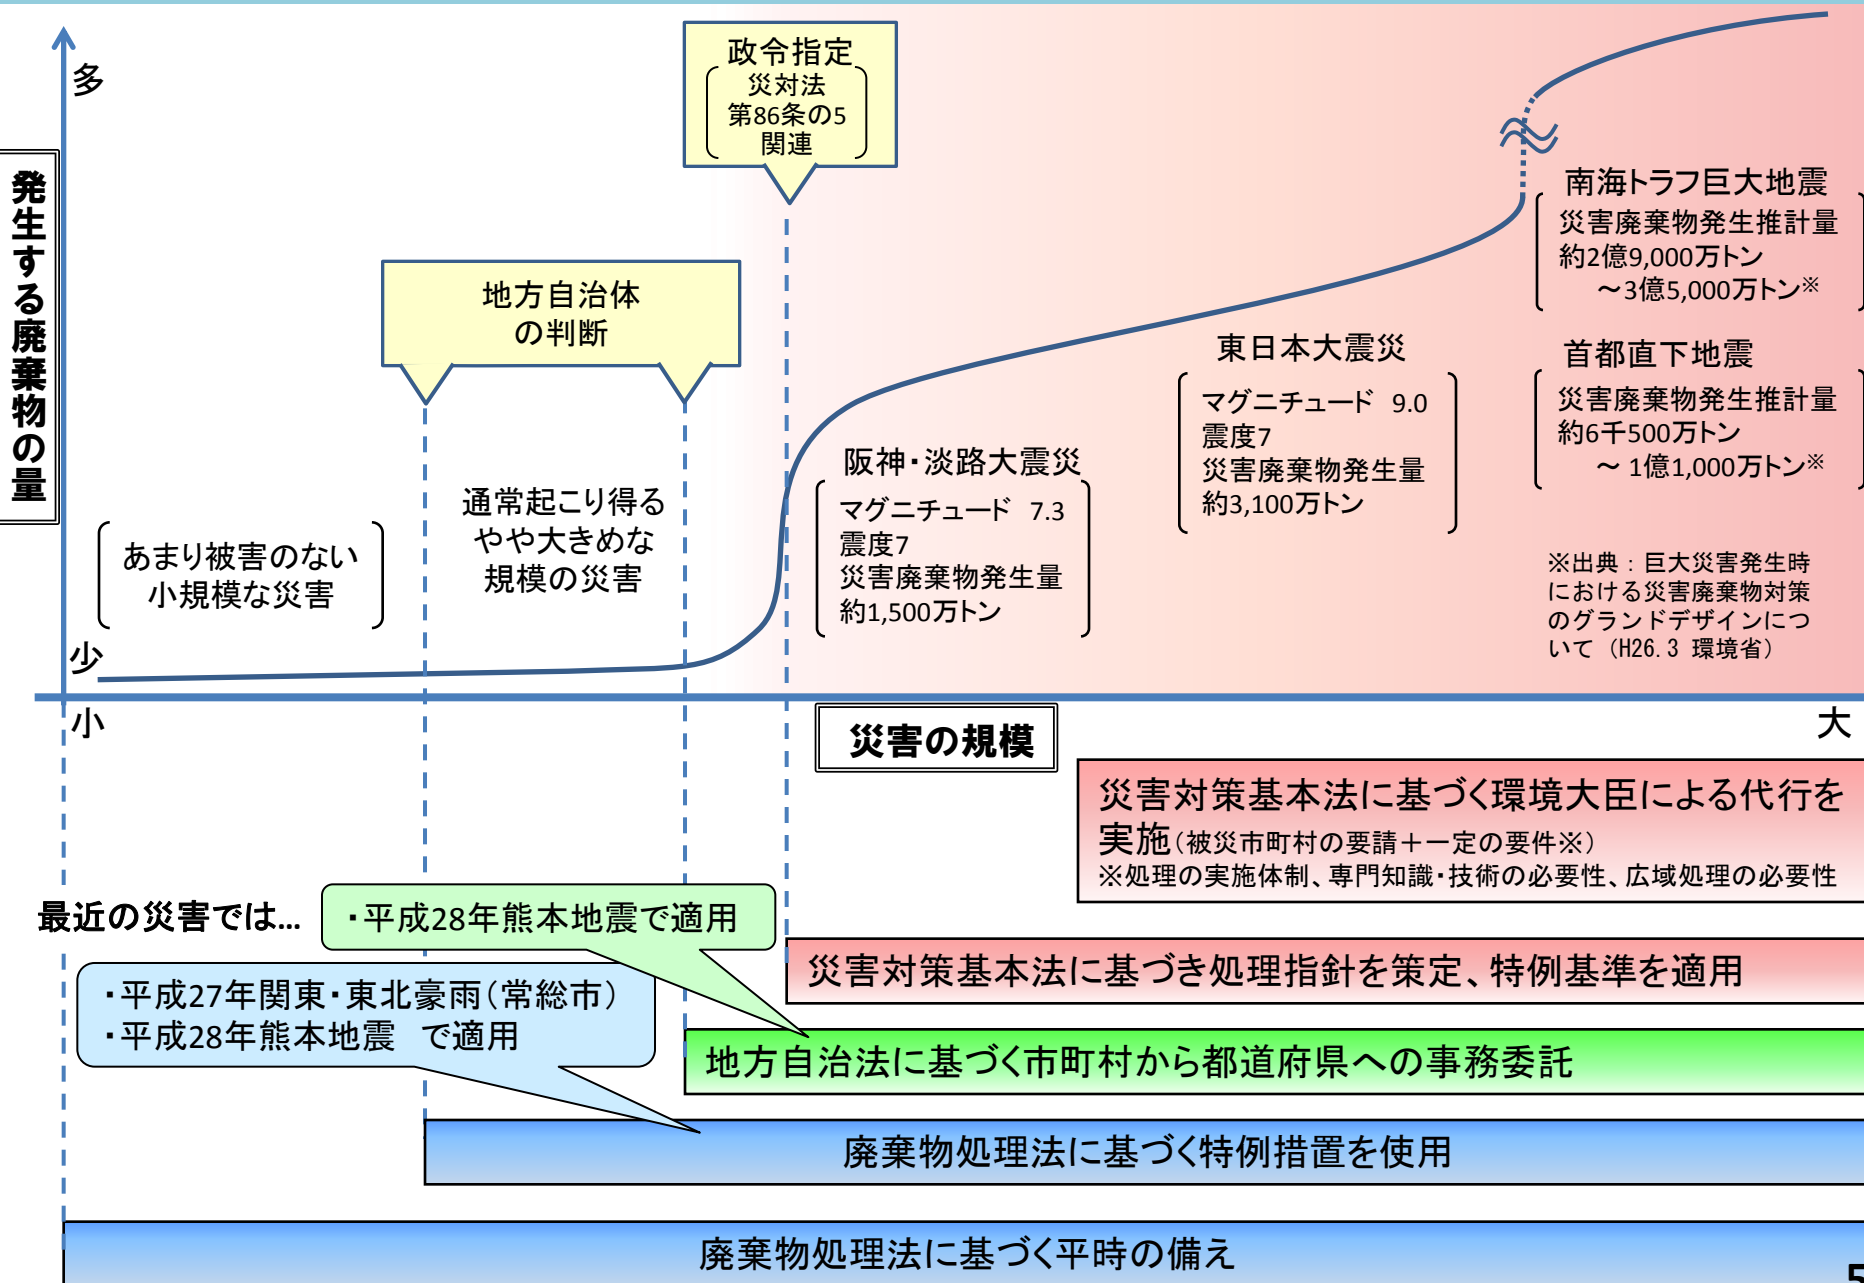 多
政令指定
災対法
第86条の5
関連
発生する廃棄物の量
地方自治体
の判断
南海トラフ巨大地震
災害廃棄物発生推計量
約2億9,000万トン
～3億5,000万トン※
東日本大震災
マグニチュード 9.0
震度7
災害廃棄物発生量
約3,100万トン
首都直下地震
災害廃棄物発生推計量
約6千500万トン
～ 1億1,000万トン※
阪神・淡路大震災
マグニチュード 7.3
震度7
災害廃棄物発生量
約1,500万トン
通常起こり得る
やや大きめな
規模の災害
あまり被害のない
小規模な災害
※出典：巨大災害発生時
における災害廃棄物対策
のグランドデザインにつ
いて（H26.3 環境省）
少
小
災害の規模
大
災害対策基本法に基づく環境大臣による代行を
実施（被災市町村の要請＋一定の要件※）
※処理の実施体制、専門知識・技術の必要性、広域処理の必要性
最近の災害では…
・平成28年熊本地震で適用
災害対策基本法に基づき処理指針を策定、特例基準を適用
・平成27年関東・東北豪雨（常総市）
・平成28年熊本地震　で適用
地方自治法に基づく市町村から都道府県への事務委託
廃棄物処理法に基づく特例措置を使用
廃棄物処理法に基づく平時の備え